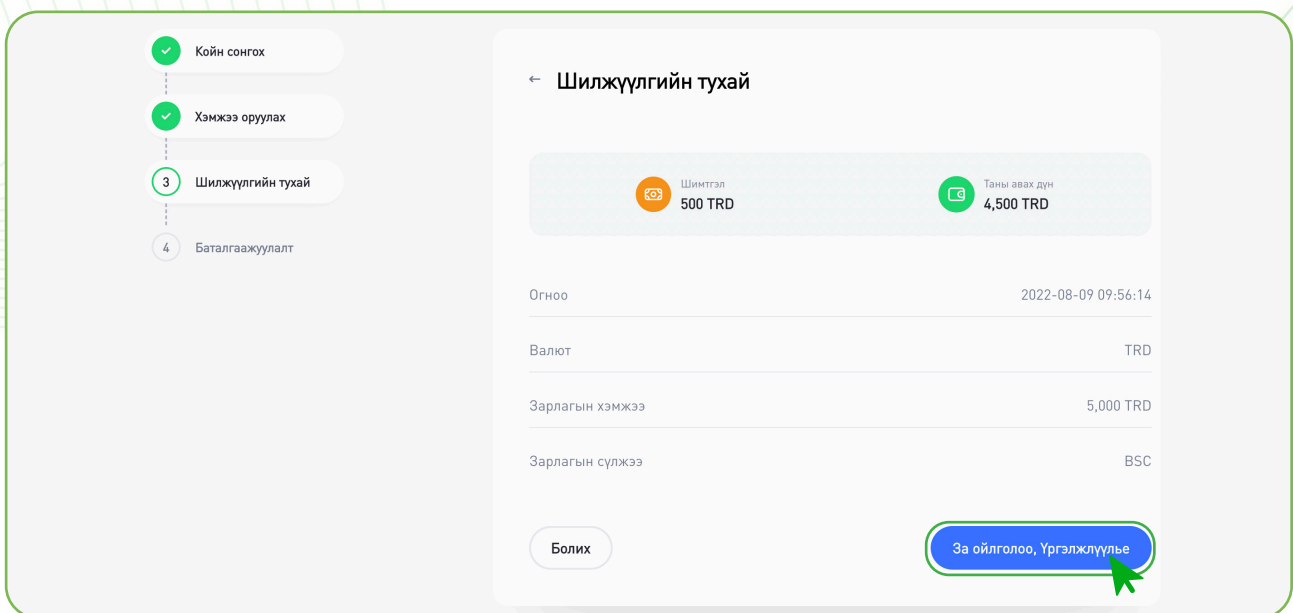 Койн сонгох
Хэмжээ оруулах
3 Шилжүүлгийн тухай
4 Баталгаажуулалт
← Шилжүүлгийн тухай
Шимтгэл
500 TRD
Таны авах дүн
4,500 TRD
Огноо 2022-08-09 09:56:14
Валют TRD
Зарлагын хэмжээ 5,000 TRD
Зарлагын сүлжээ BSC
Болих За ойлголоо, Үргэлжлүүлье